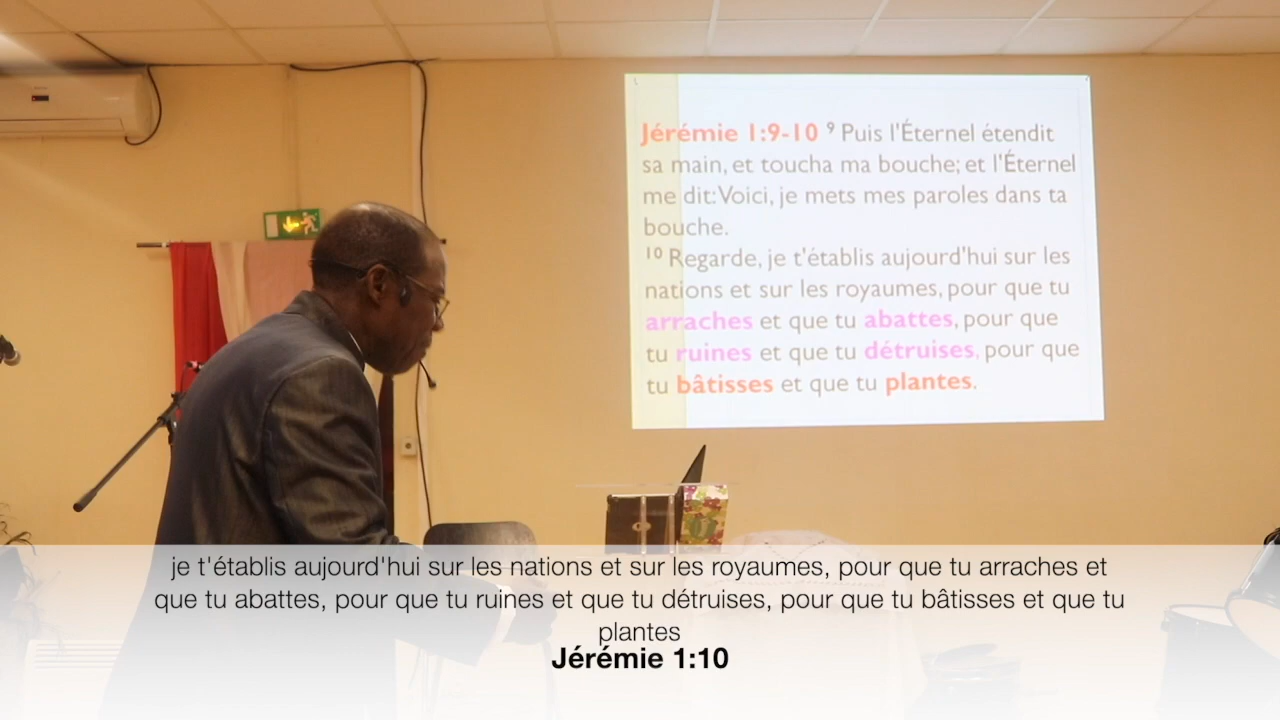 Jérémie 1:9-10 ⁹ Puis l'Éternel étendit
sa main, et toucha ma bouche; et l'Éternel
me dit: Voici, je mets mes paroles dans ta
bouche.
¹⁰ Regarde, je t'établis aujourd'hui sur les
nations et sur les royaumes, pour que tu
arraches et que tu abattes, pour que
tu ruines et que tu détruises, pour que
tu bâtisses et que tu plantes.
je t'établis aujourd'hui sur les nations et sur les royaumes, pour que tu arraches et
que tu abattes, pour que tu ruines et que tu détruises, pour que tu bâtisses et que tu
plantes
Jérémie 1:10